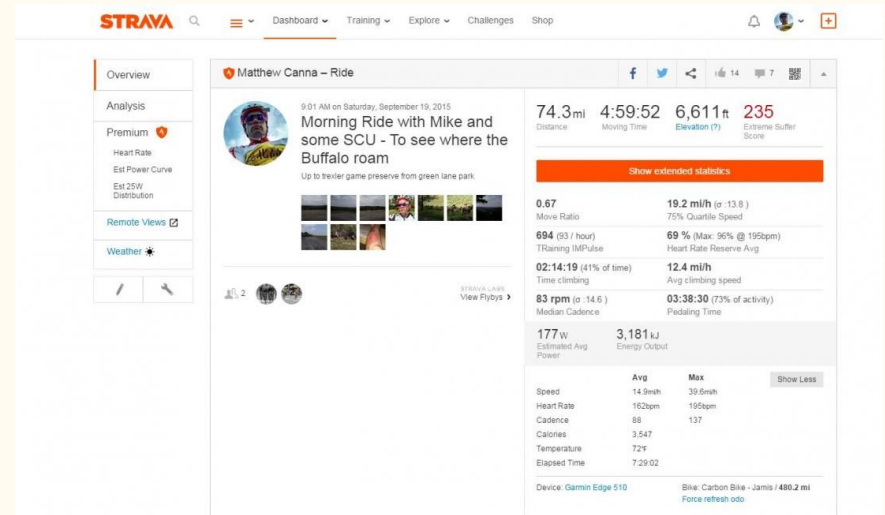 STRAVA
Dashboard
Training
Explore
Challenges
Shop
Overview
Analysis
Premium
Heart Rate
Est Power Curve
Est 25W
Distribution
Remote Views
Weather
Matthew Canna – Ride
14
7
9:01 AM on Saturday, September 19, 2015
Morning Ride with Mike and
some SCU - To see where the
Buffalo roam
Up to trexler game preserve from green lane park
2
STRAVA LABS
View Flybys
74.3mi 4:59:52 6,611ft 235
Distance Moving Time Elevation (?) Extreme Suffer
Score
Show extended statistics
0.67 19.2 mi/h (σ :13.8 )
Move Ratio 75% Quartile Speed
694 (93 / hour) 69 % (Max: 96% @ 195bpm)
TRaining IMPulse Heart Rate Reserve Avg
02:14:19 (41% of time) 12.4 mi/h
Time climbing Avg climbing speed
83 rpm (σ :14.6 ) 03:38:30 (73% of activity)
Median Cadence Pedaling Time
177W 3,181kJ
Estimated Avg Energy Output
Power
Avg Max Show Less
Speed 14.9mi/h 39.6mi/h
Heart Rate 162bpm 195bpm
Cadence 88 137
Calories 3,547
Temperature 72°F
Elapsed Time 7:29:02
Device: Garmin Edge 510 Bike: Carbon Bike - Jamis / 480.2 mi
Force refresh odo